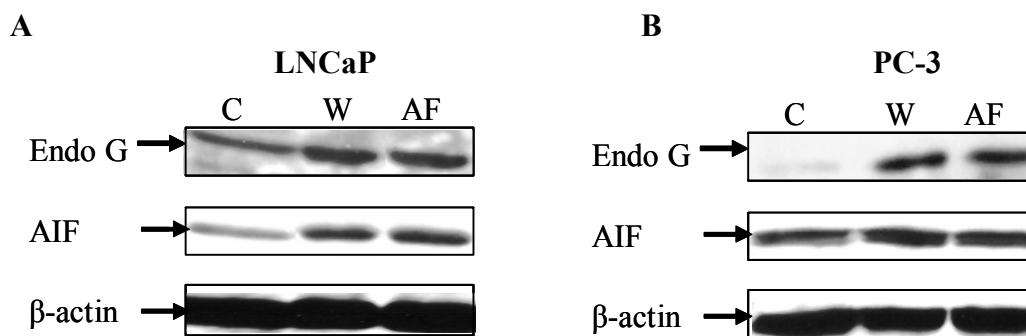 A
LNCaP
C W AF
Endo G
AIF
β-actin
B
PC-3
C W AF
Endo G
AIF
β-actin